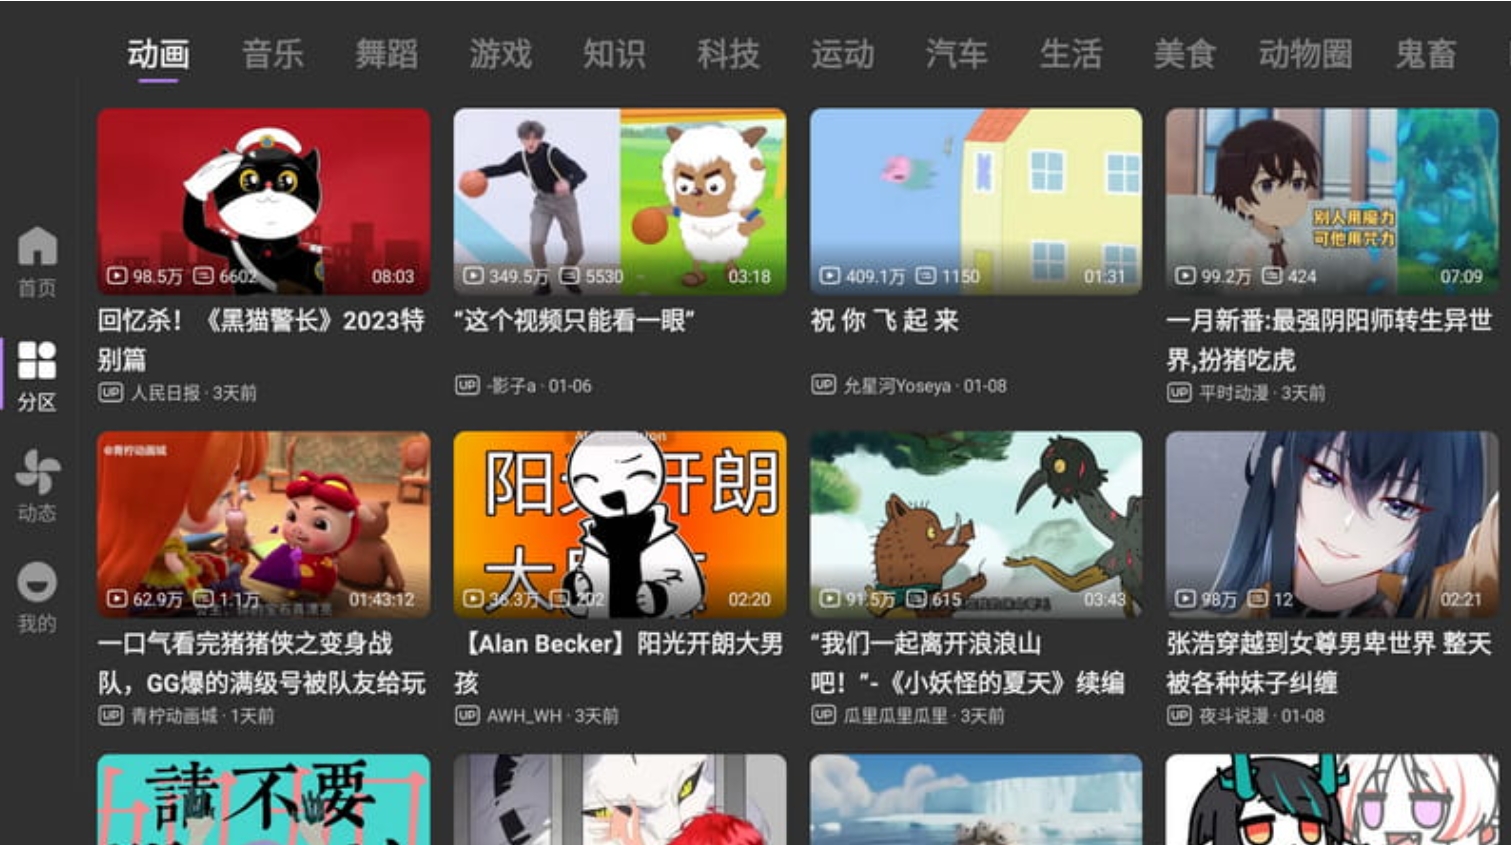 动画 音乐 舞蹈 游戏 知识 科技 运动 汽车 生活 美食 动物圈 鬼畜
首页
分区
动态
我的
98.5万 6602 08:03
回忆杀！《黑猫警长》2023特
别篇
UP 人民日报 · 3天前
349.5万 5530 03:18
“这个视频只能看一眼”
UP -影子a · 01-06
409.1万 1150 01:31
祝 你 飞 起 来
UP 允星河Yoseya · 01-08
别人用魔力
可他用咒力
99.2万 424 07:09
一月新番:最强阴阳师转生异世
界,扮猪吃虎
UP 平时动漫 · 3天前
@青柠动画城
62.9万 1.1万 01:43:12
一口气看完猪猪侠之变身战
队，GG爆的满级号被队友给玩
UP 青柠动画城 · 1天前
阳 开朗
大
36.3万 202 02:20
【Alan Becker】阳光开朗大男
孩
UP AWH_WH · 3天前
91.5万 615 03:43
“我们一起离开浪浪山
吧！”-《小妖怪的夏天》续编
UP 瓜里瓜里瓜里 · 3天前
98万 12 02:21
张浩穿越到女尊男卑世界 整天
被各种妹子纠缠
UP 夜斗说漫 · 01-08
請不要